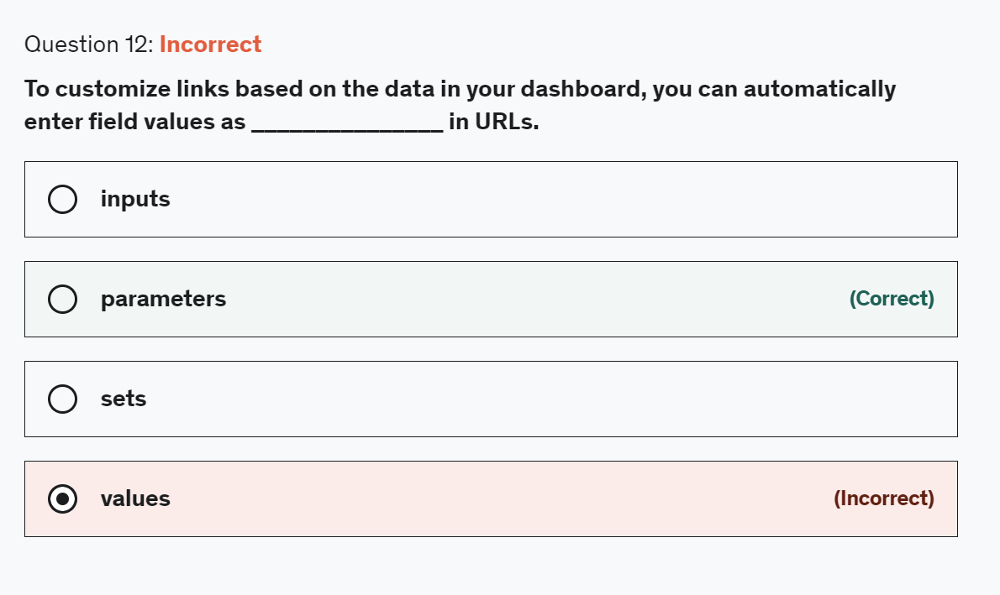 Question 12: Incorrect
To customize links based on the data in your dashboard, you can automatically
enter field values as _______________ in URLs.
inputs
parameters (Correct)
sets
values (Incorrect)